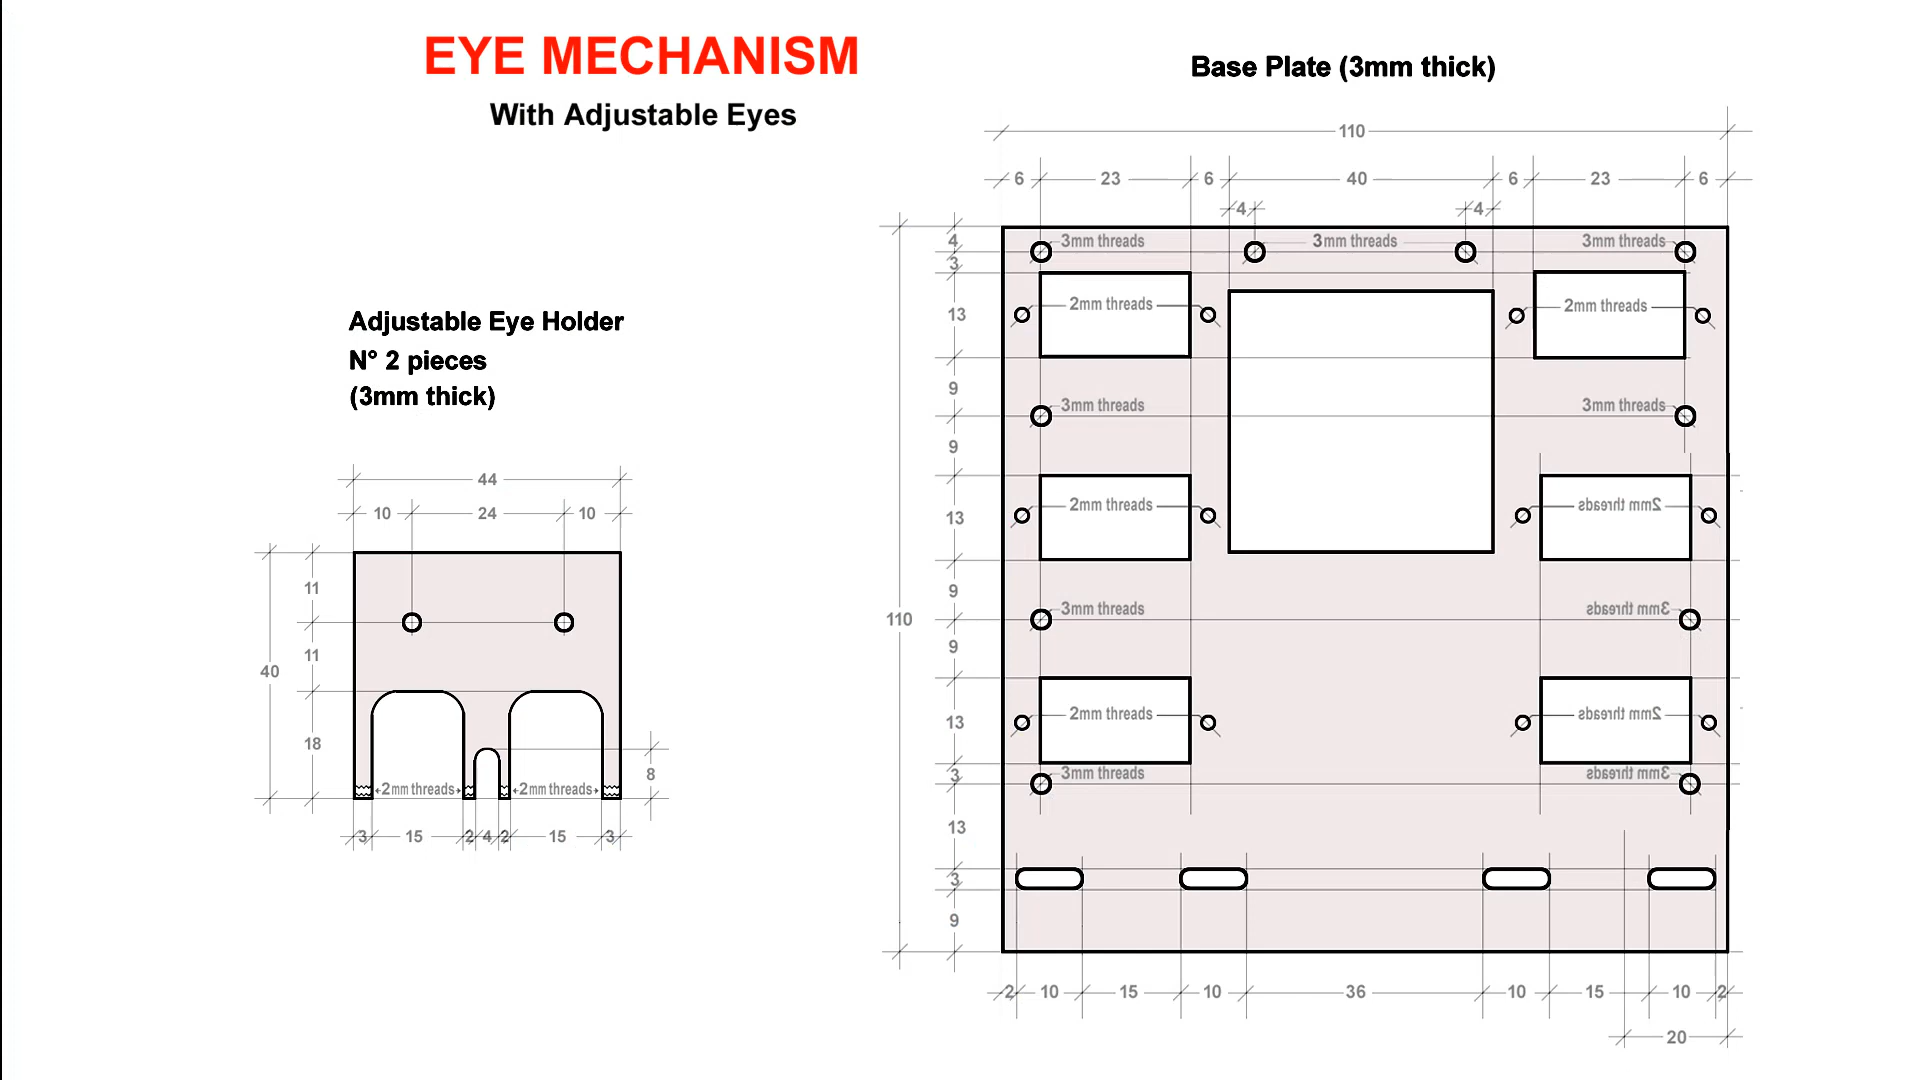 EYE MECHANISM
With Adjustable Eyes
Base Plate (3mm thick)
110
6 23 6 40 6 23 6
4 4
4 3mm threads 3mm threads 3mm threads
3
13 2mm threads 2mm threads
Adjustable Eye Holder
N° 2 pieces
(3mm thick)
9
3mm threads 3mm threads
9
44
10 24 10
13 2mm threads 2mm threads
11
9
110
3mm threads 3mm threads
11
9
40
18
13 2mm threads 2mm threads
8
2mm threads 2mm threads
3 3mm threads 3mm threads
13
3 15 2 4 2 15 3
3
9
2 10 15 10 36 10 15 10 2
20